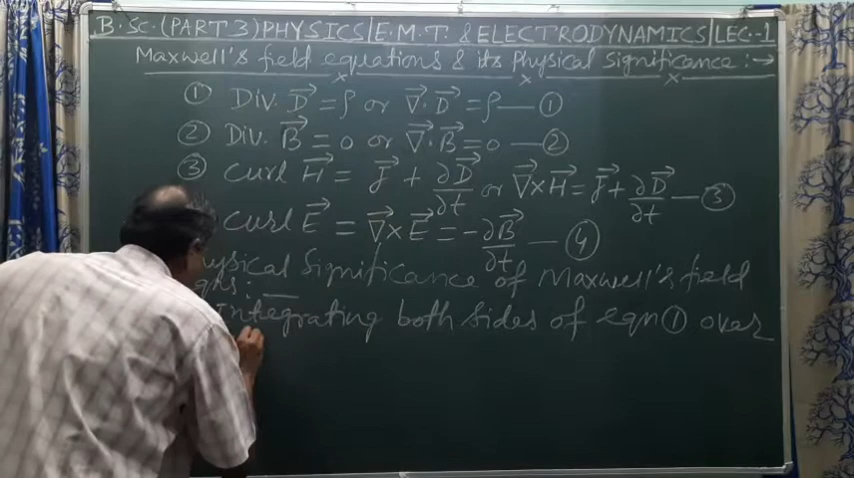 B.Sc.(PART 3)PHYSICS|E.M.T. & ELECTRODYNAMICS|LEC.-1
Maxwell's field equations & its Physical Significance :→
① Div. D⃗ = ρ or ∇⃗. D⃗ = ρ — ①
② Div. B⃗ = 0 or ∇⃗. B⃗ = 0 — ②
③ Curl H⃗ = J⃗ + ∂D⃗/∂t or ∇⃗×H⃗ = J⃗ + ∂D⃗/∂t — ③
curl E⃗ = ∇⃗× E⃗ = -∂B⃗/∂t — ④
ysical Significance of Maxwell's field
qns : —
Integrating both sides of eqn ① over